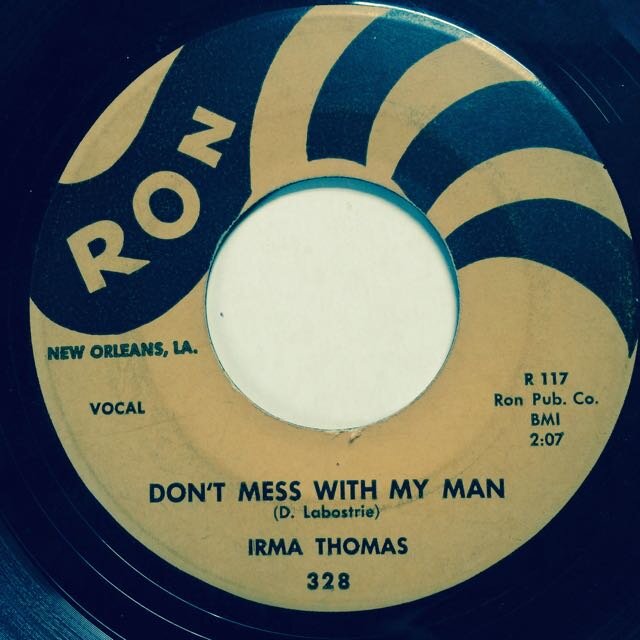 RON
NEW ORLEANS, LA.
VOCAL
R 117
Ron Pub. Co.
BMI
2:07
DON'T MESS WITH MY MAN
(D. Labostrie)
IRMA THOMAS
328